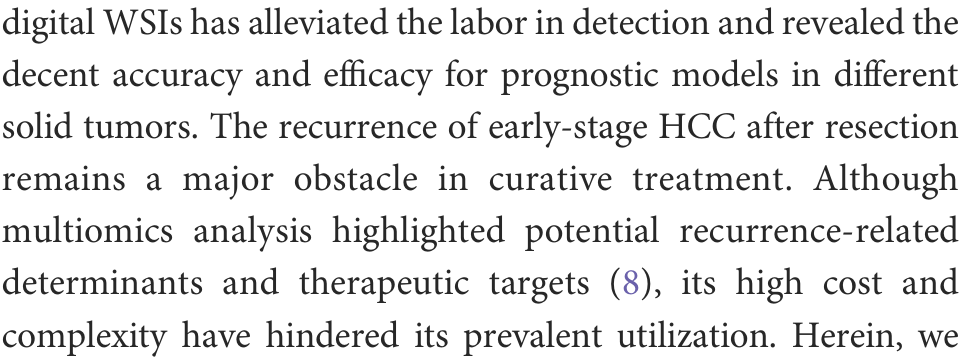 digital WSIs has alleviated the labor in detection and revealed the
decent accuracy and efficacy for prognostic models in different
solid tumors. The recurrence of early-stage HCC after resection
remains a major obstacle in curative treatment. Although
multiomics analysis highlighted potential recurrence-related
determinants and therapeutic targets (8), its high cost and
complexity have hindered its prevalent utilization. Herein, we